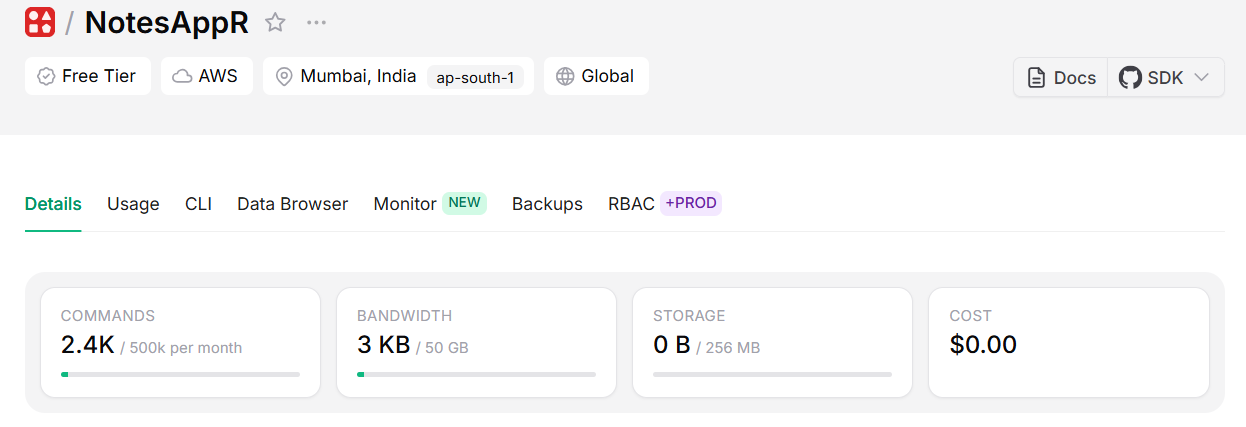 / NotesAppR
Free Tier AWS Mumbai, India ap-south-1 Global Docs SDK
Details Usage CLI Data Browser Monitor NEW Backups RBAC +PROD
COMMANDS BANDWIDTH STORAGE COST
2.4K / 500k per month 3 KB / 50 GB 0 B / 256 MB $0.00